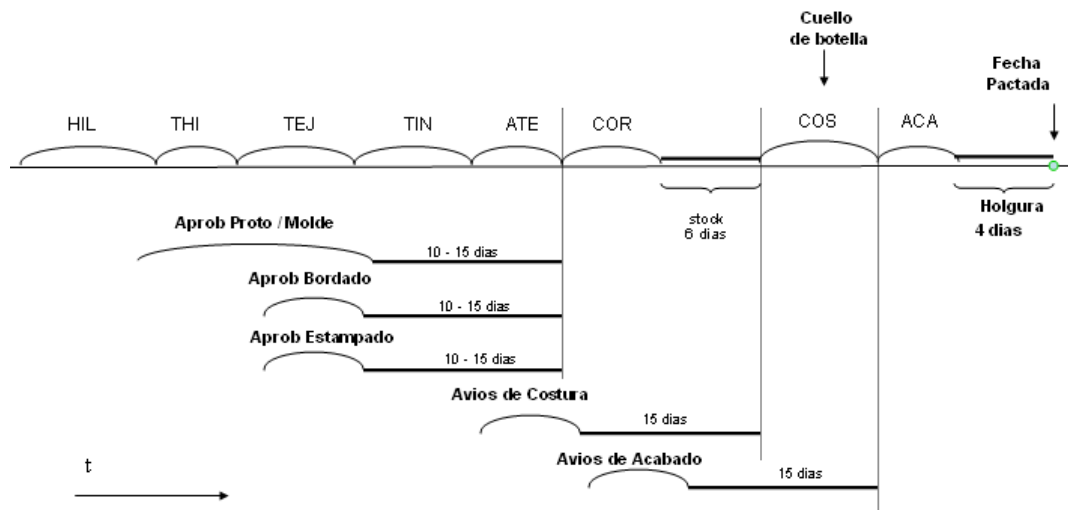 Cuello
de botella
Fecha
Pactada
HIL THI TEJ TIN ATE COR COS ACA
Aprob Proto / Molde
stock
6 dias
Holgura
4 dias
10 - 15 dias
Aprob Bordado
10 - 15 dias
Aprob Estampado
10 - 15 dias
Avios de Costura
15 dias
Avios de Acabado
15 dias
t